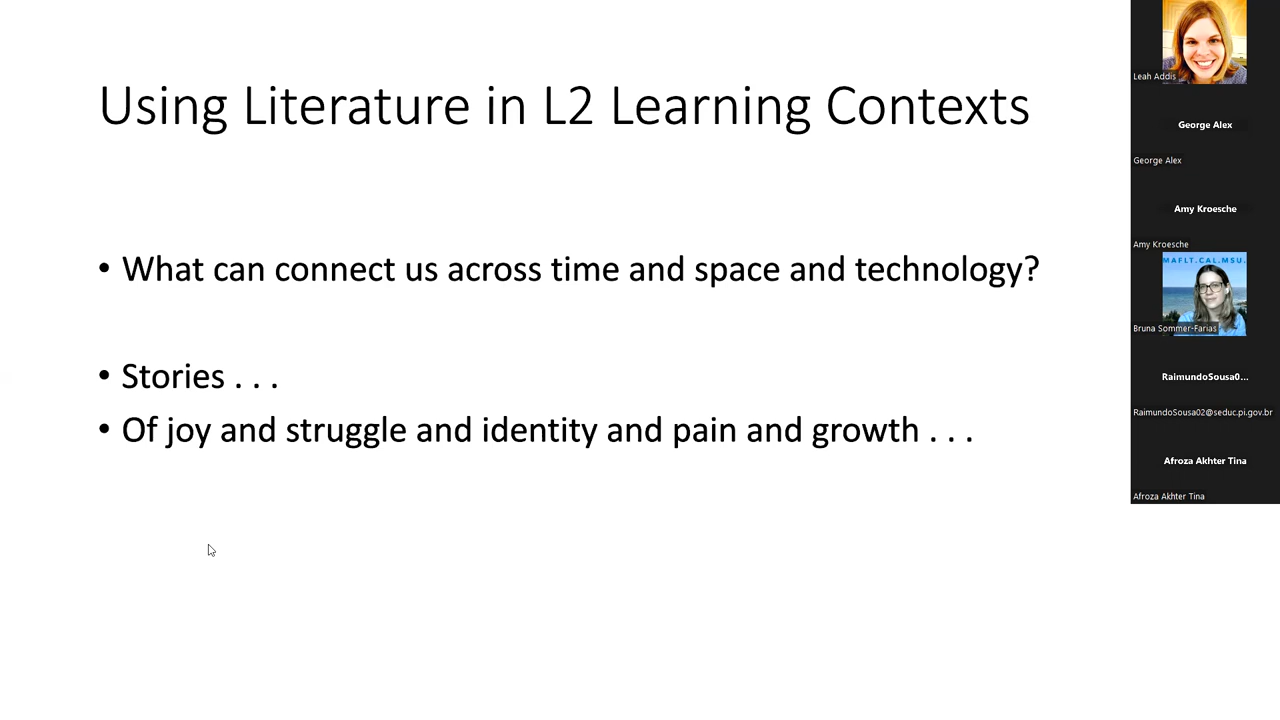 Using Literature in L2 Learning Contexts
• What can connect us across time and space and technology?
• Stories . . .
• Of joy and struggle and identity and pain and growth . . .
Leah Addis
George Alex
George Alex
Amy Kroesche
Amy Kroesche
MAFLT.CAL.MSU.
Bruna Sommer-Farias
RaimundoSousa0...
RaimundoSousa02@seduc.pi.gov.br
Afroza Akhter Tina
Afroza Akhter Tina